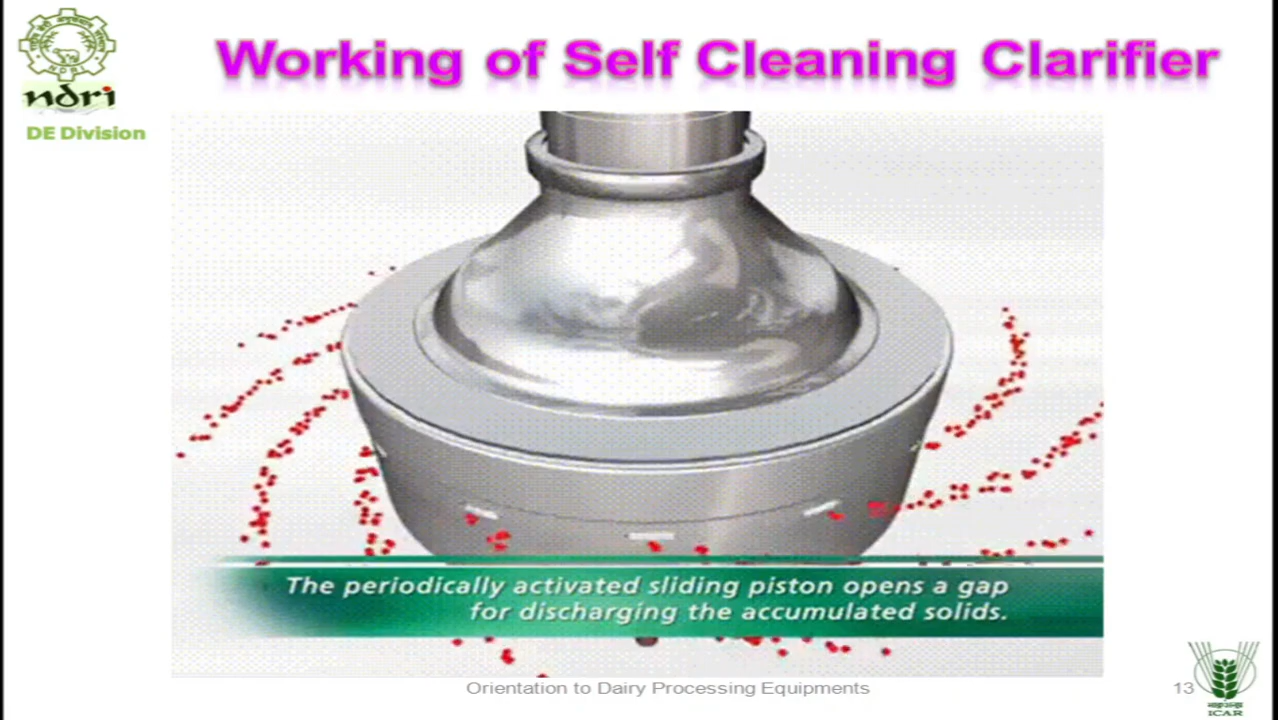 Working of Self Cleaning Clarifier
ndri
DE Division
The periodically activated sliding piston opens a gap
for discharging the accumulated solids.
Orientation to Dairy Processing Equipments
13
ICAR